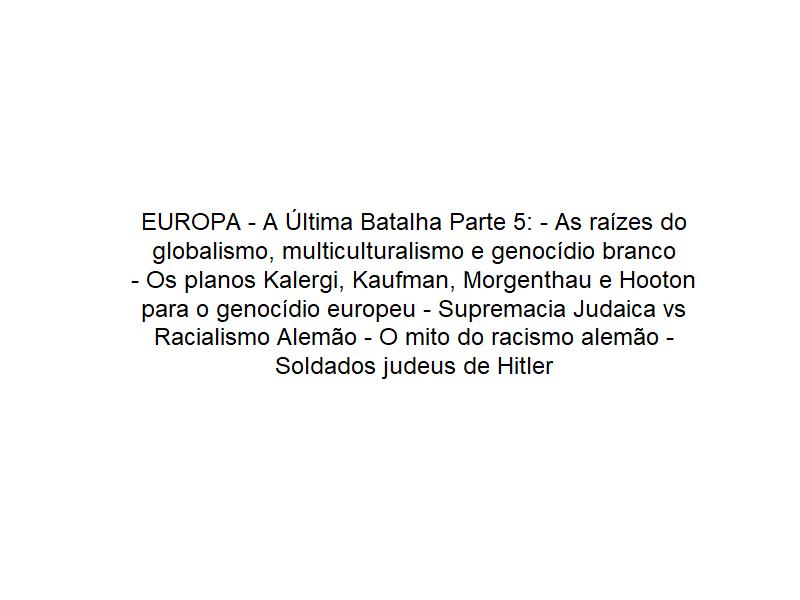 EUROPA - A Última Batalha Parte 5: - As raízes do
globalismo, multiculturalismo e genocídio branco
- Os planos Kalergi, Kaufman, Morgenthau e Hooton
para o genocídio europeu - Supremacia Judaica vs
Racialismo Alemão - O mito do racismo alemão -
Soldados judeus de Hitler